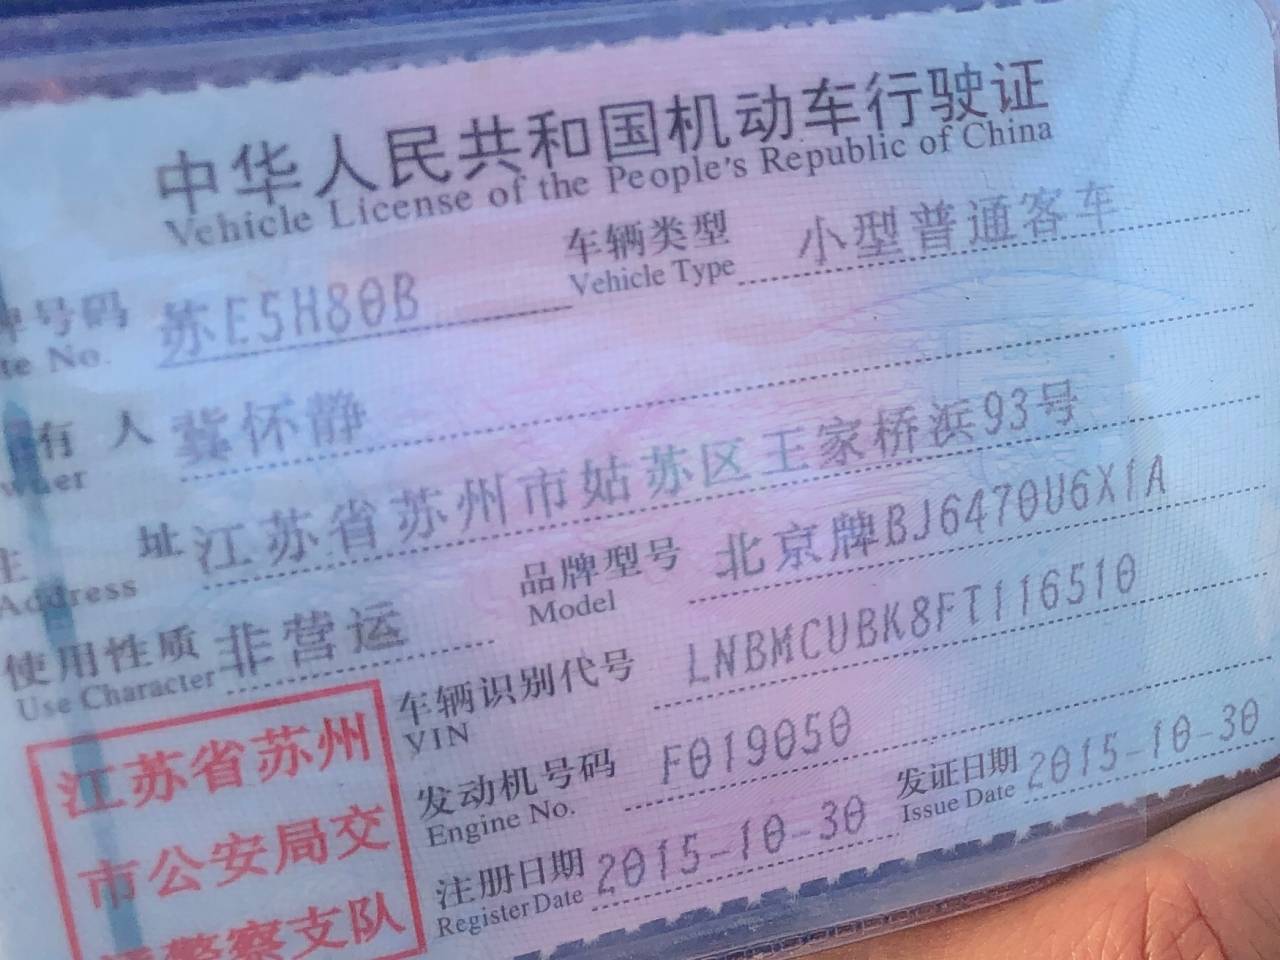 中华人民共和国机动车行驶证
Vehicle License of the People's Republic of China
号码 苏E5H80B 车辆类型 小型普通客车
No. Vehicle Type
有人 冀怀静
址 江苏省苏州市姑苏区王家桥浜93号
Address
使用性质 非营运 品牌型号 北京牌BJ6470U6X1A
Use Character Model
车辆识别代号 LNBMCUBK8FT116510
VIN
发动机号码 F019050
Engine No.
注册日期 2015-10-30 发证日期 2015-10-30
Register Date Issue Date
江苏省苏州
市公安局交
通警察支队